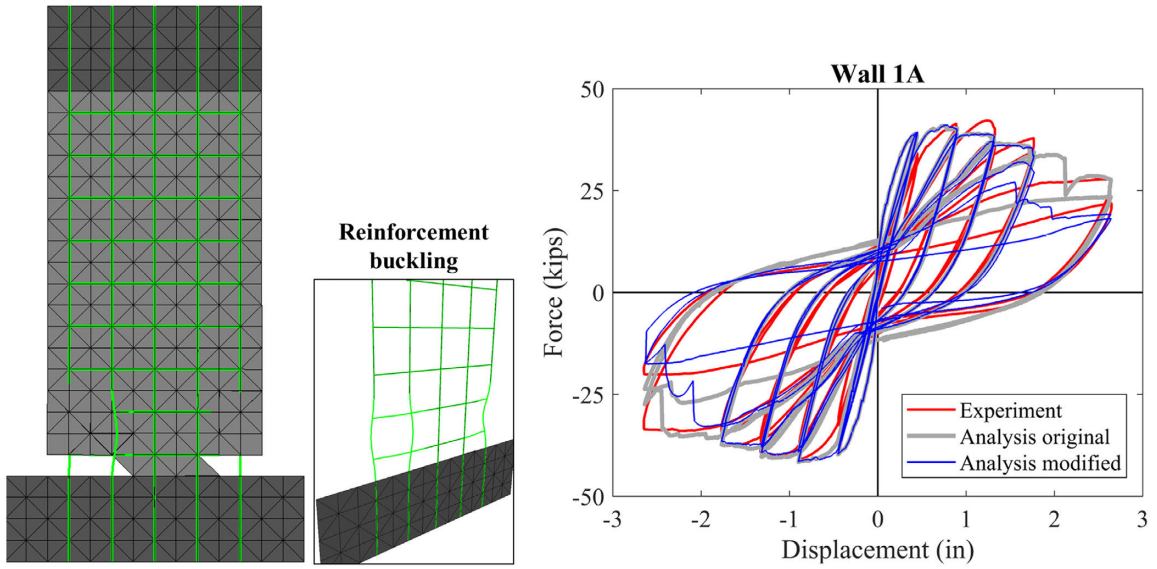 Reinforcement
buckling
Wall 1A
50
25
0
-25
-50
Force (kips)
-3
-2
-1
0
1
2
3
Displacement (in)
Experiment
Analysis original
Analysis modified